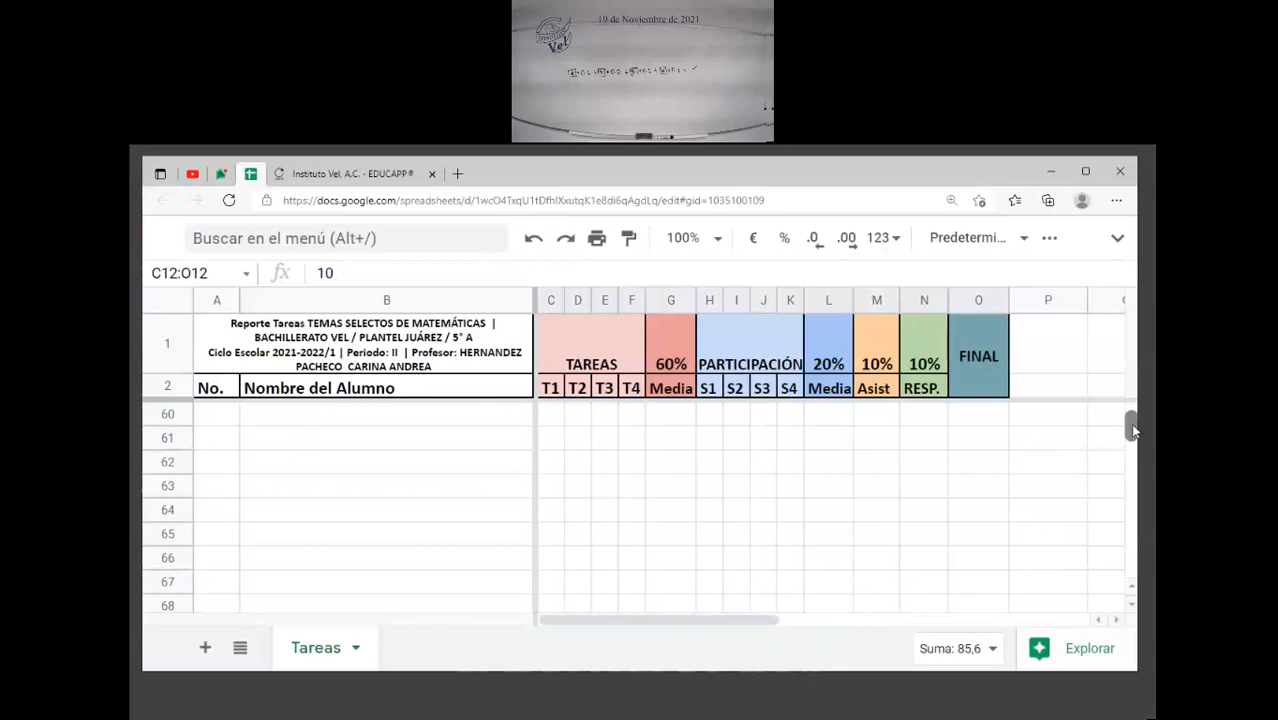 19 de Noviembre de 2021
Vel
Instituto Vel, A.C. - EDUCAPP®
https://docs.google.com/spreadsheets/d/1wcO4TxqU1tDfhIXxutqK1e8di6qAgdLq/edit#gid=1035100109
Buscar en el menú (Alt+/)
100%
€ % .0 .00 123
Predetermi...
C12:O12
fx 10
A B C D E F G H I J K L M N O P
1
Reporte Tareas TEMAS SELECTOS DE MATEMÁTICAS |
BACHILLERATO VEL / PLANTEL JUÁREZ / 5° A
Ciclo Escolar 2021-2022/1 | Periodo: II | Profesor: HERNANDEZ
PACHECO CARINA ANDREA
TAREAS 60% PARTICIPACIÓN 20% 10% 10% FINAL
2 No. Nombre del Alumno T1 T2 T3 T4 Media S1 S2 S3 S4 Media Asist RESP.
60
61
62
63
64
65
66
67
68
Tareas
Suma: 85,6
Explorar